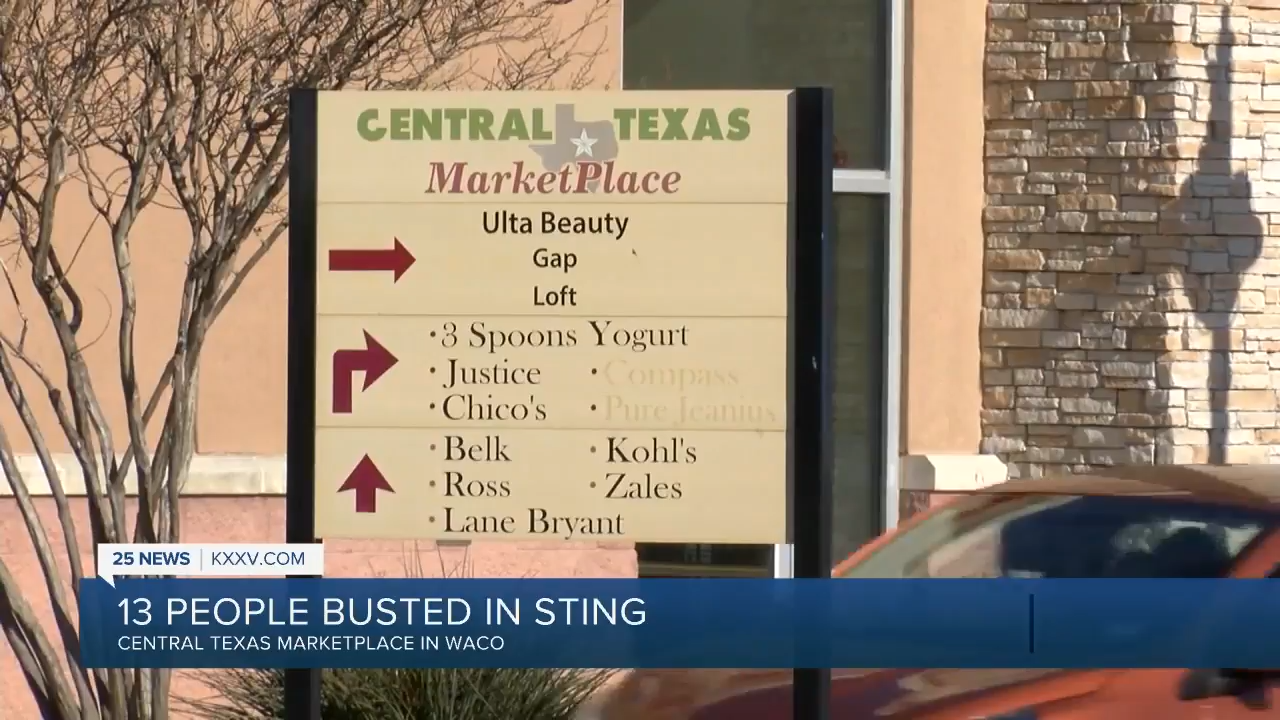 CENTRAL TEXAS
MarketPlace
Ulta Beauty
Gap
Loft
• 3 Spoons Yogurt
• Justice • Compass
• Chico's • Pure Jeanius
• Belk • Kohl's
• Ross • Zales
• Lane Bryant
25 NEWS | KXXV.COM
13 PEOPLE BUSTED IN STING
CENTRAL TEXAS MARKETPLACE IN WACO